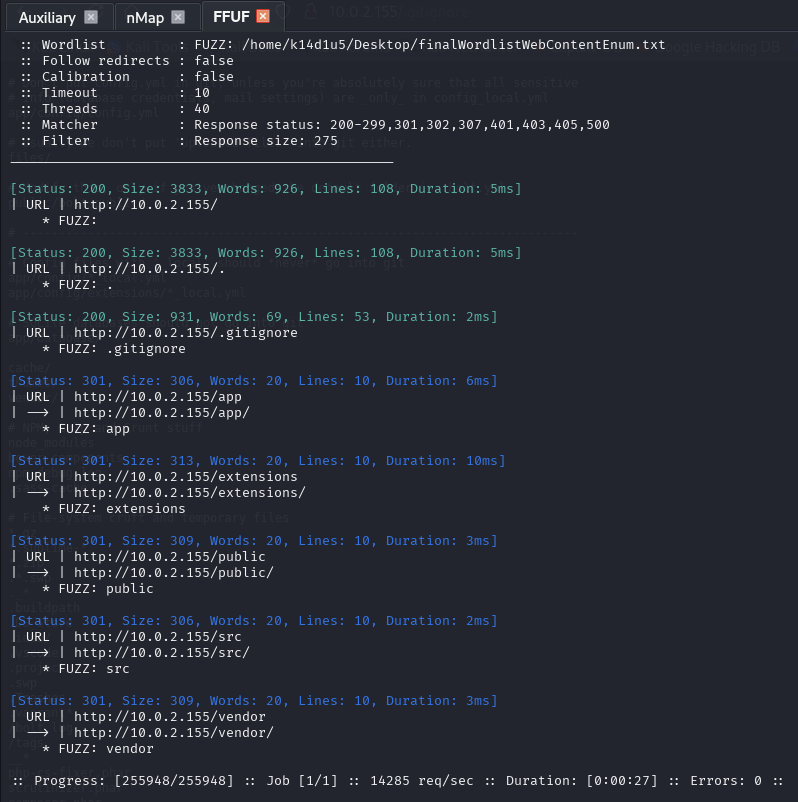 Auxiliary
nMap
FFUF
:: Wordlist : FUZZ: /home/k14d1u5/Desktop/finalWordlistWebContentEnum.txt
:: Follow redirects : false
:: Calibration : false
:: Timeout : 10
:: Threads : 40
:: Matcher : Response status: 200-299,301,302,307,401,403,405,500
:: Filter : Response size: 275
[Status: 200, Size: 3833, Words: 926, Lines: 108, Duration: 5ms]
| URL | http://10.0.2.155/
* FUZZ:
[Status: 200, Size: 3833, Words: 926, Lines: 108, Duration: 5ms]
| URL | http://10.0.2.155/.
* FUZZ: .
[Status: 200, Size: 931, Words: 69, Lines: 53, Duration: 2ms]
| URL | http://10.0.2.155/.gitignore
* FUZZ: .gitignore
[Status: 301, Size: 306, Words: 20, Lines: 10, Duration: 6ms]
| URL | http://10.0.2.155/app
| --> | http://10.0.2.155/app/
* FUZZ: app
[Status: 301, Size: 313, Words: 20, Lines: 10, Duration: 10ms]
| URL | http://10.0.2.155/extensions
| --> | http://10.0.2.155/extensions/
* FUZZ: extensions
[Status: 301, Size: 309, Words: 20, Lines: 10, Duration: 3ms]
| URL | http://10.0.2.155/public
| --> | http://10.0.2.155/public/
* FUZZ: public
[Status: 301, Size: 306, Words: 20, Lines: 10, Duration: 2ms]
| URL | http://10.0.2.155/src
| --> | http://10.0.2.155/src/
* FUZZ: src
[Status: 301, Size: 309, Words: 20, Lines: 10, Duration: 3ms]
| URL | http://10.0.2.155/vendor
| --> | http://10.0.2.155/vendor/
* FUZZ: vendor
:: Progress: [255948/255948] :: Job [1/1] :: 14285 req/sec :: Duration: [0:00:27] :: Errors: 0 ::